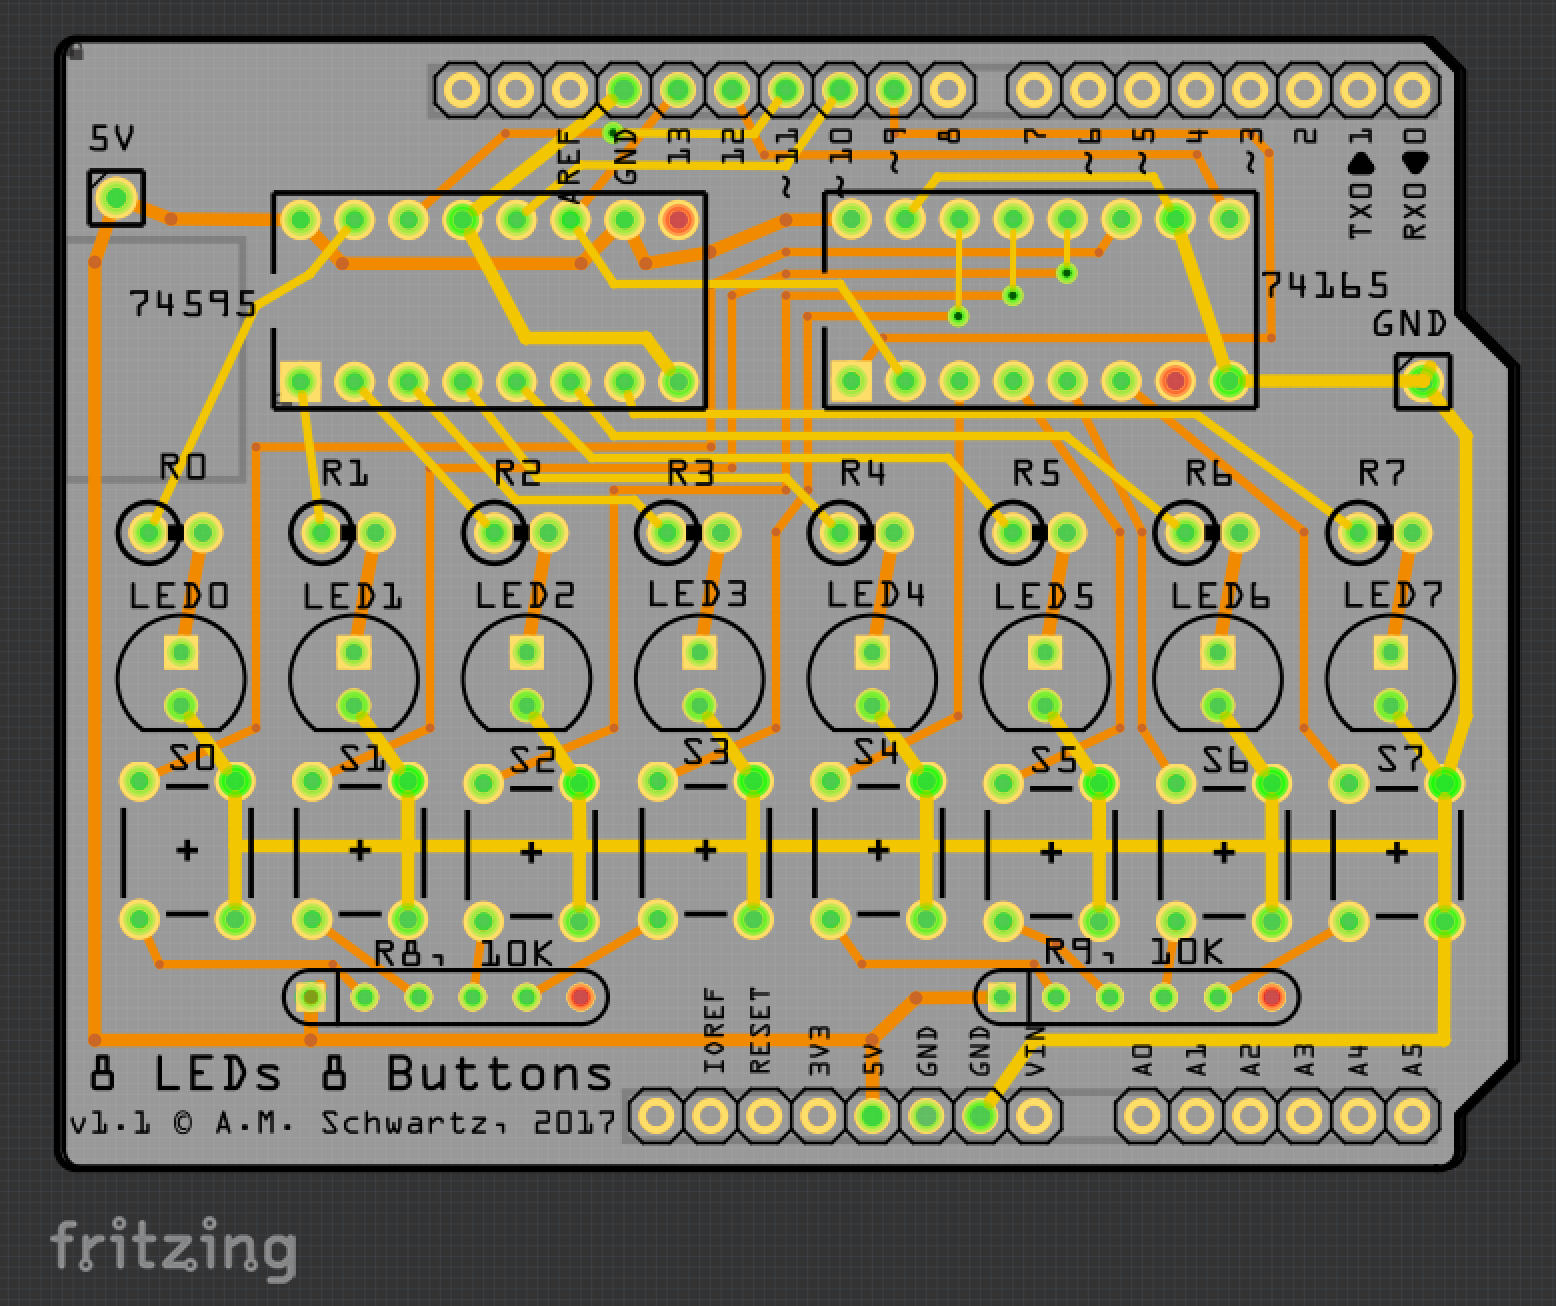 5V
AREF GND 13 12 ~11 ~10 ~9 8 7 ~6 ~5 4 ~3 2 TX0 1 RX0 0
74595
74165
GND
R0 R1 R2 R3 R4 R5 R6 R7
LED0 LED1 LED2 LED3 LED4 LED5 LED6 LED7
S0 S1 S2 S3 S4 S5 S6 S7
R8, 10K
R9, 10K
IOREF RESET 3V3 5V GND GND VIN A0 A1 A2 A3 A4 A5
8 LEDs 8 Buttons
v1.1 © A.M. Schwartz, 2017
fritzing